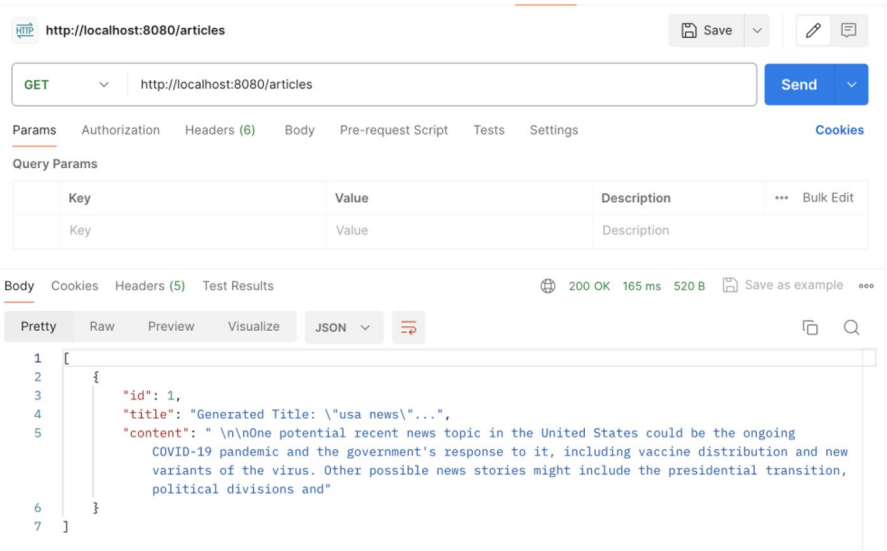 HTTP http://localhost:8080/articles Save
GET http://localhost:8080/articles Send
Params Authorization Headers (6) Body Pre-request Script Tests Settings Cookies
Query Params
Key Value Description ••• Bulk Edit
Key Value Description
Body Cookies Headers (5) Test Results 200 OK 165 ms 520 B Save as example
Pretty Raw Preview Visualize JSON
1 [
2 {
3 "id": 1,
4 "title": "Generated Title: \"usa news\"...",
5 "content": " \n\nOne potential recent news topic in the United States could be the ongoing
COVID-19 pandemic and the government's response to it, including vaccine distribution and new
variants of the virus. Other possible news stories might include the presidential transition,
political divisions and"
6 }
7 ]